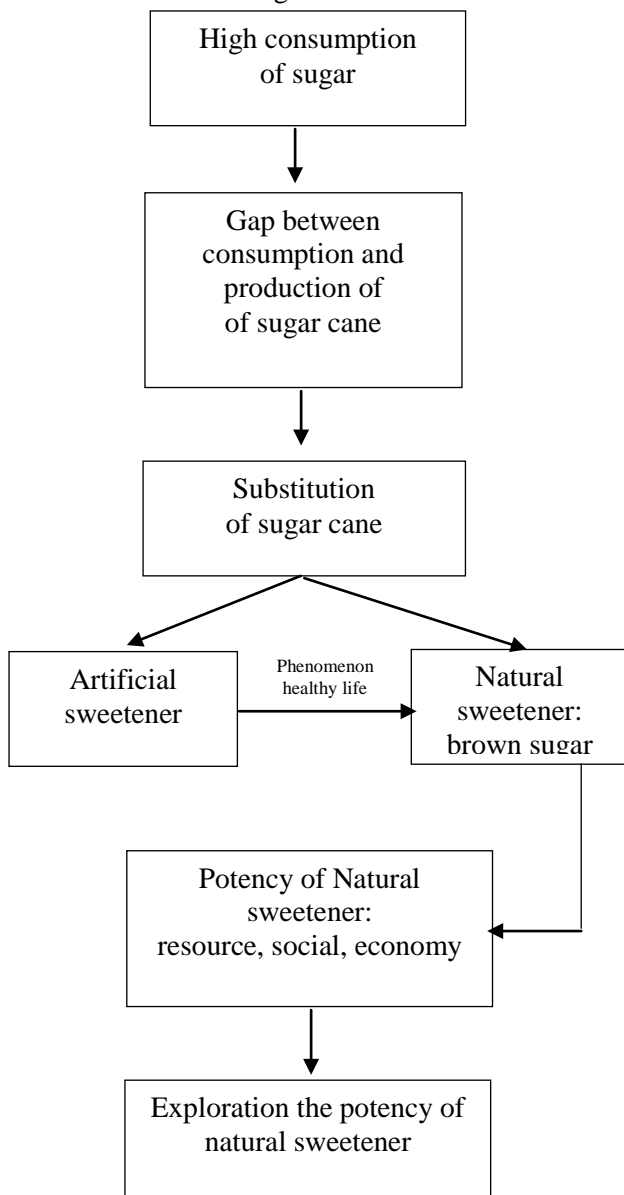 High consumption
of sugar
Gap between
consumption and
production of
of sugar cane
Substitution
of sugar cane
Artificial
sweetener
Phenomenon
healthy life
Natural
sweetener:
brown sugar
Potency of Natural
sweetener:
resource, social, economy
Exploration the potency of
natural sweetener